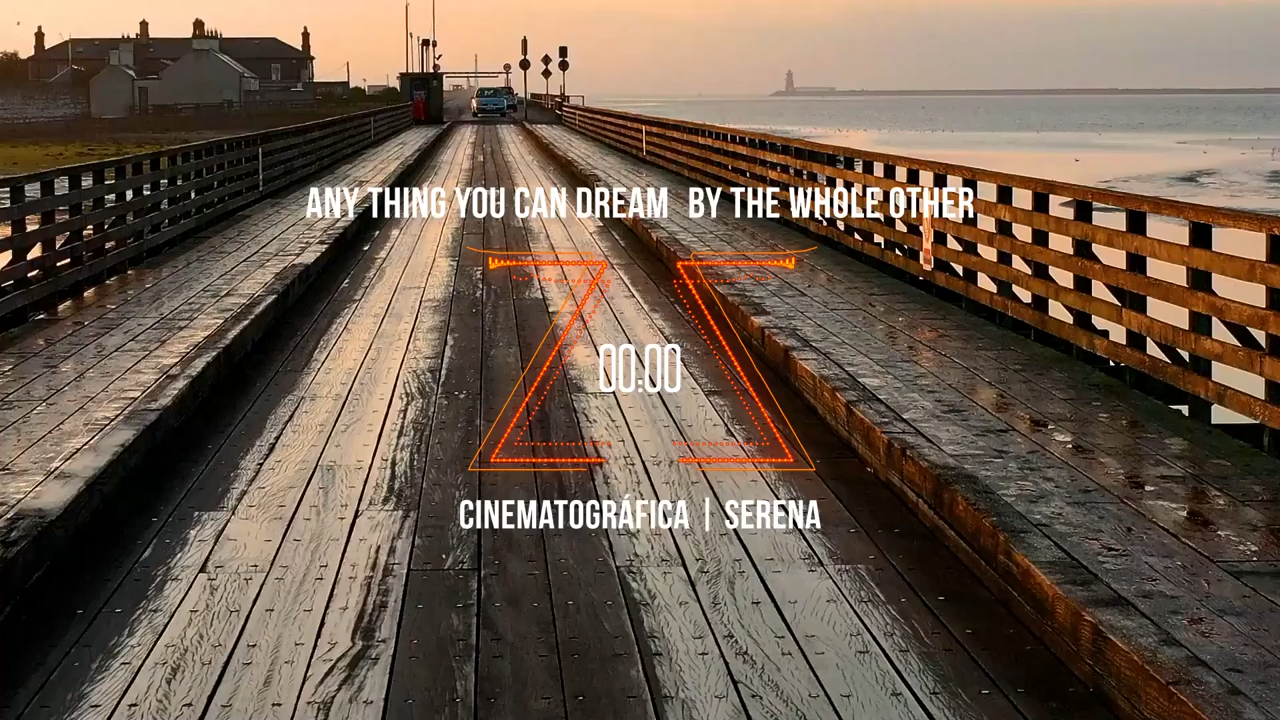 ANY THING YOU CAN DREAM BY THE WHOLE OTHER
00:00
CINEMATOGRÁFICA | SERENA